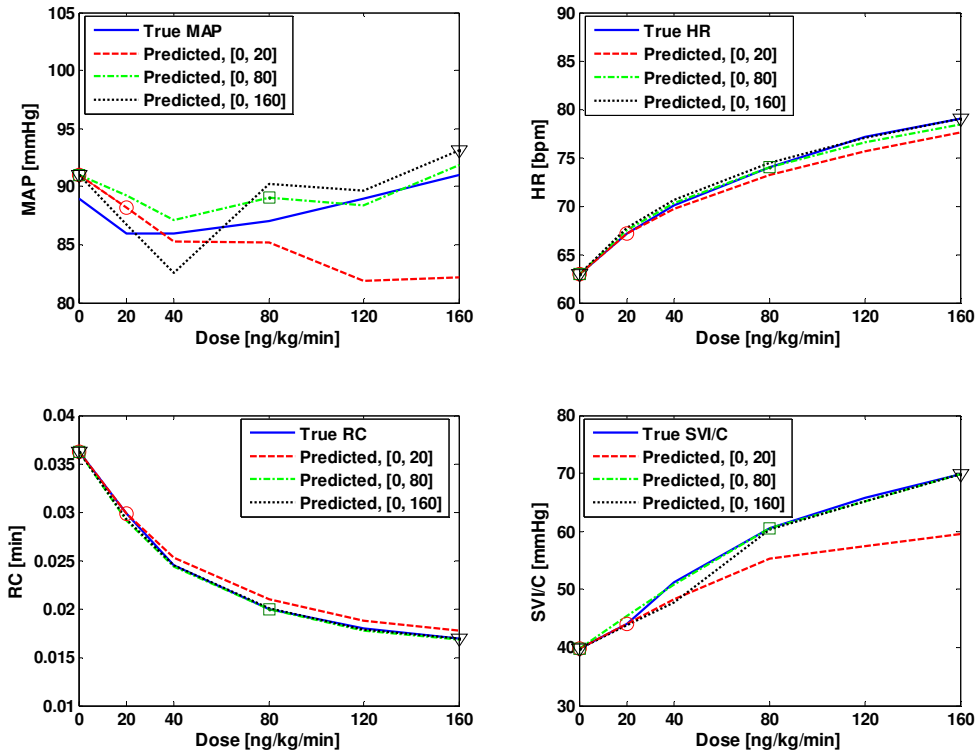 105
100
95
90
85
80
MAP [mmHg]
True MAP
Predicted, [0, 20]
Predicted, [0, 80]
Predicted, [0, 160]
0 20 40 80 120 160
Dose [ng/kg/min]
90
85
80
75
70
65
60
HR [bpm]
True HR
Predicted, [0, 20]
Predicted, [0, 80]
Predicted, [0, 160]
0 20 40 80 120 160
Dose [ng/kg/min]
0.04
0.035
0.03
0.025
0.02
0.015
0.01
RC [min]
True RC
Predicted, [0, 20]
Predicted, [0, 80]
Predicted, [0, 160]
0 20 40 80 120 160
Dose [ng/kg/min]
80
70
60
50
40
30
SVI/C [mmHg]
True SVI/C
Predicted, [0, 20]
Predicted, [0, 80]
Predicted, [0, 160]
0 20 40 80 120 160
Dose [ng/kg/min]